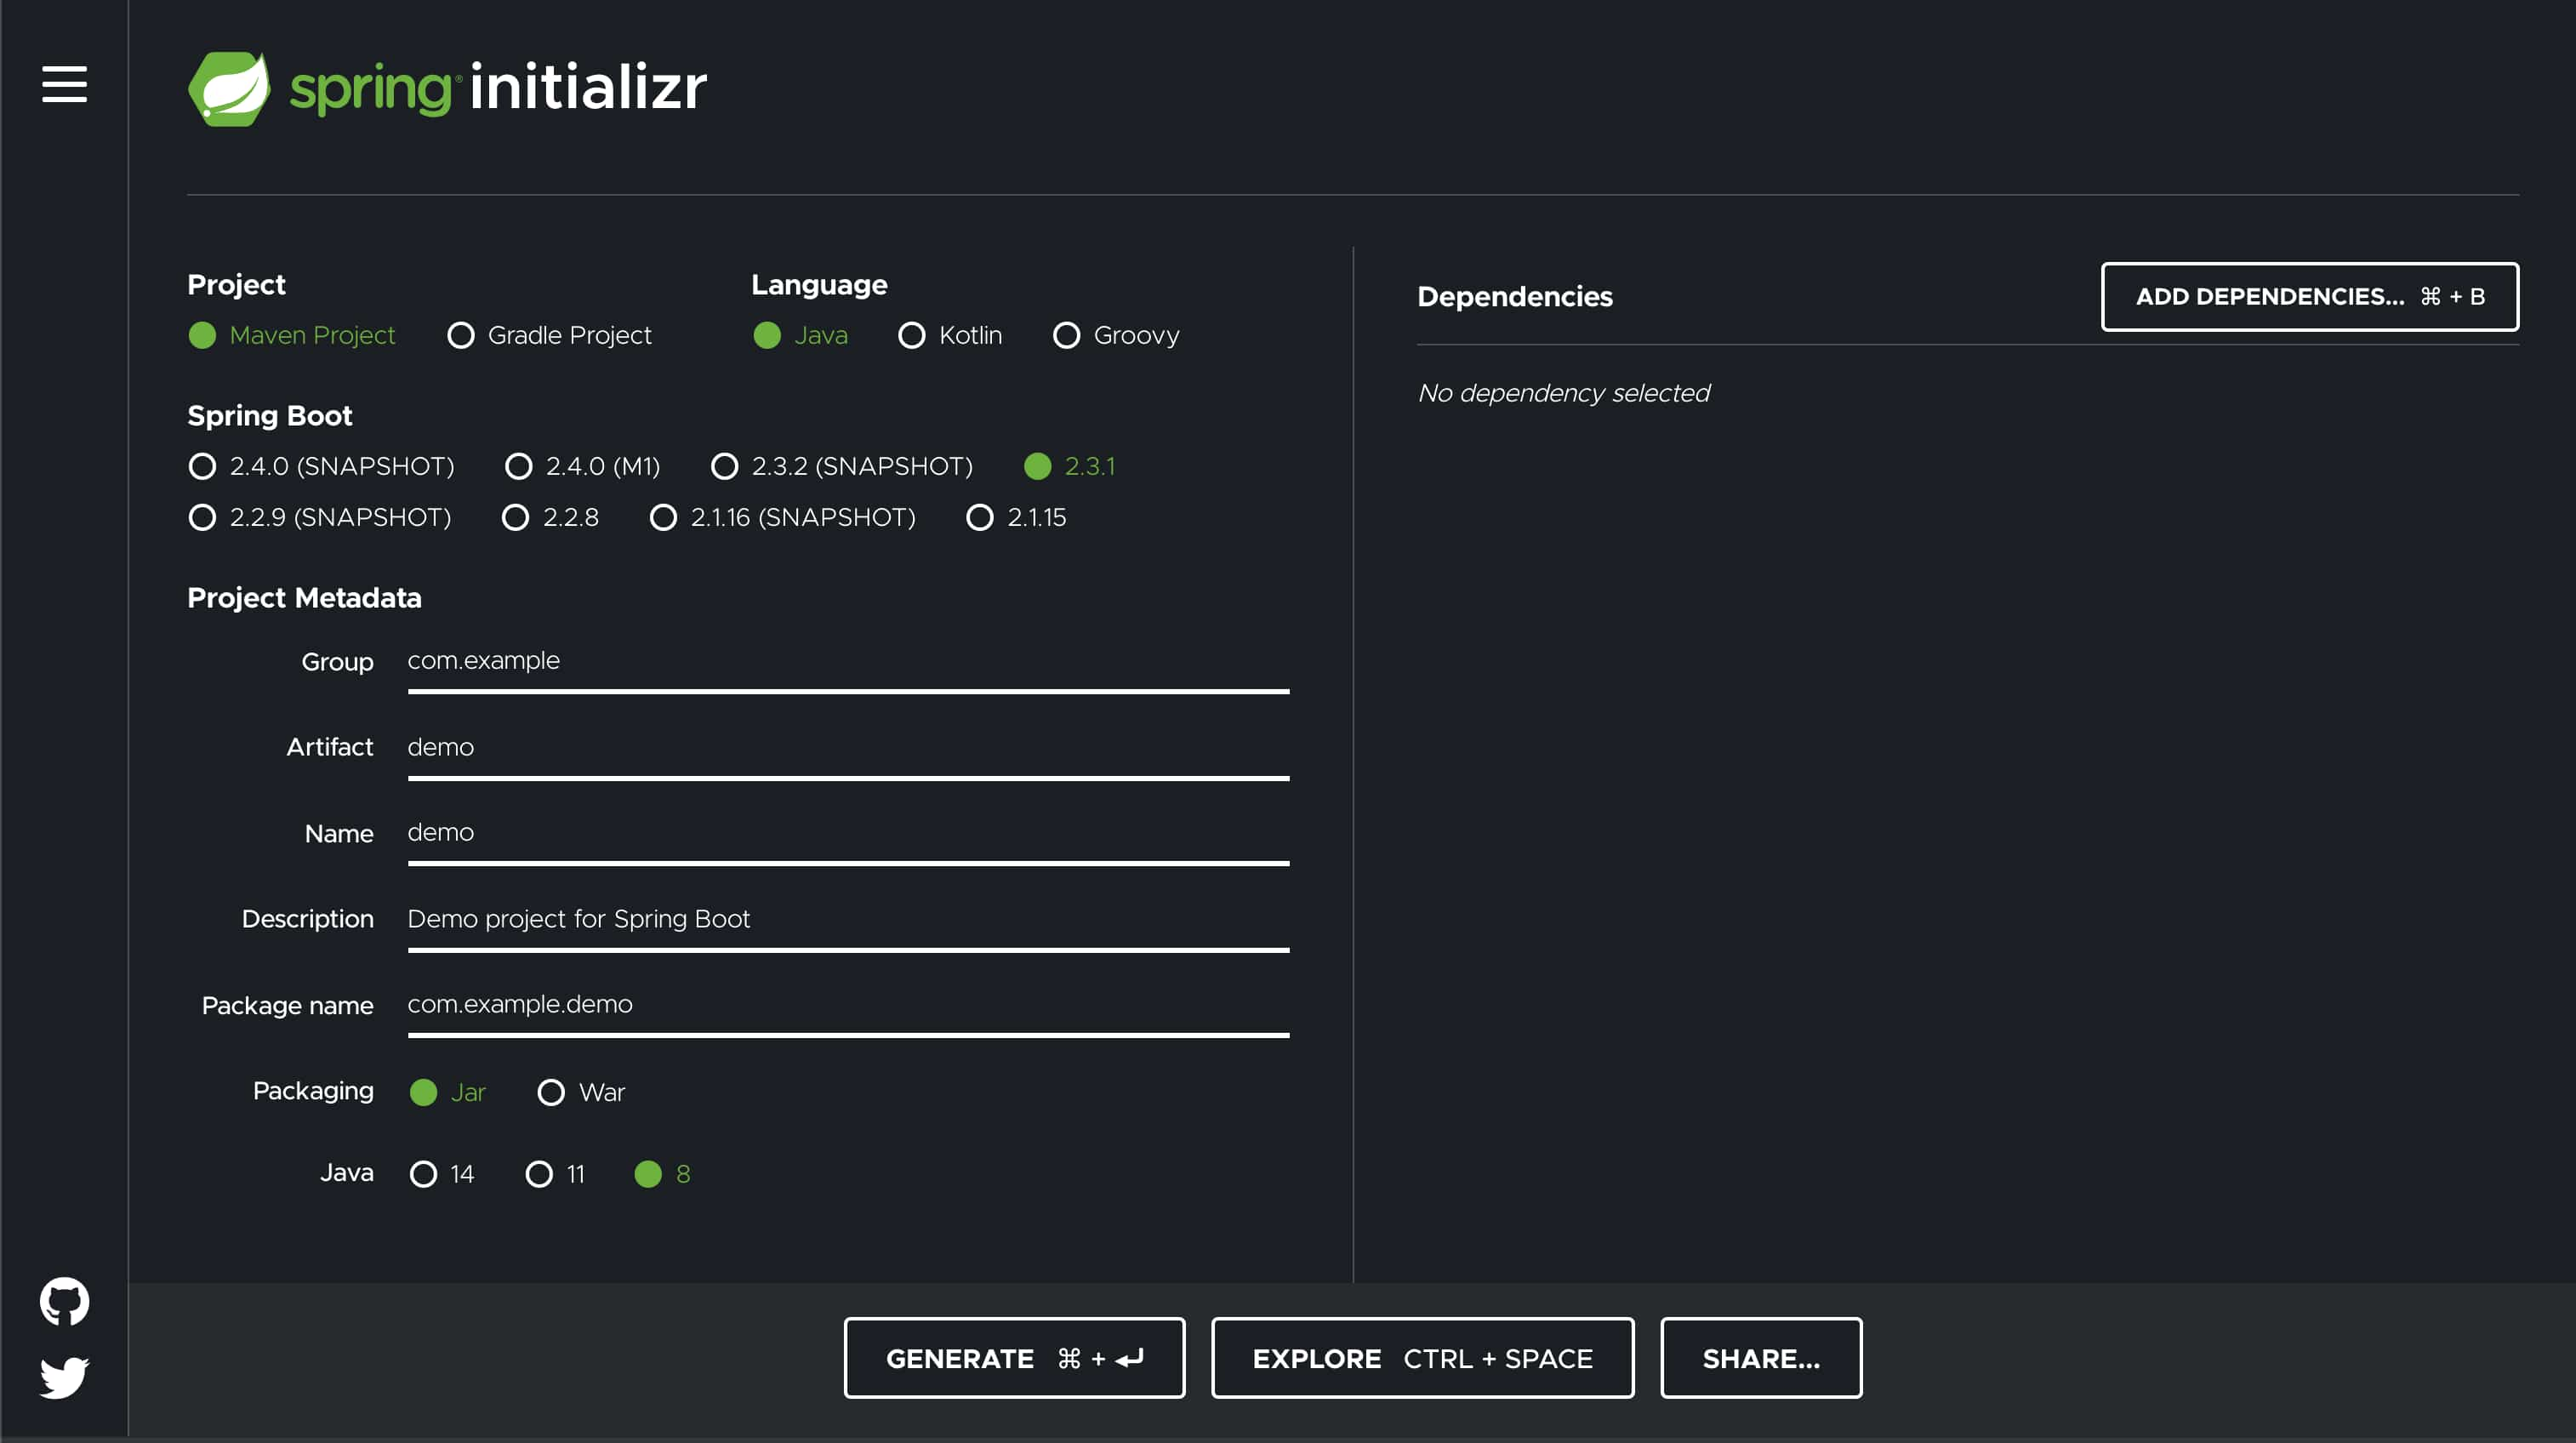 spring® initializr
Project
Maven Project Gradle Project
Language
Java Kotlin Groovy
Spring Boot
2.4.0 (SNAPSHOT) 2.4.0 (M1) 2.3.2 (SNAPSHOT) 2.3.1
2.2.9 (SNAPSHOT) 2.2.8 2.1.16 (SNAPSHOT) 2.1.15
Project Metadata
Group com.example
Artifact demo
Name demo
Description Demo project for Spring Boot
Package name com.example.demo
Packaging Jar War
Java 14 11 8
Dependencies
ADD DEPENDENCIES... ⌘ + B
No dependency selected
GENERATE ⌘ + ↵
EXPLORE CTRL + SPACE
SHARE...